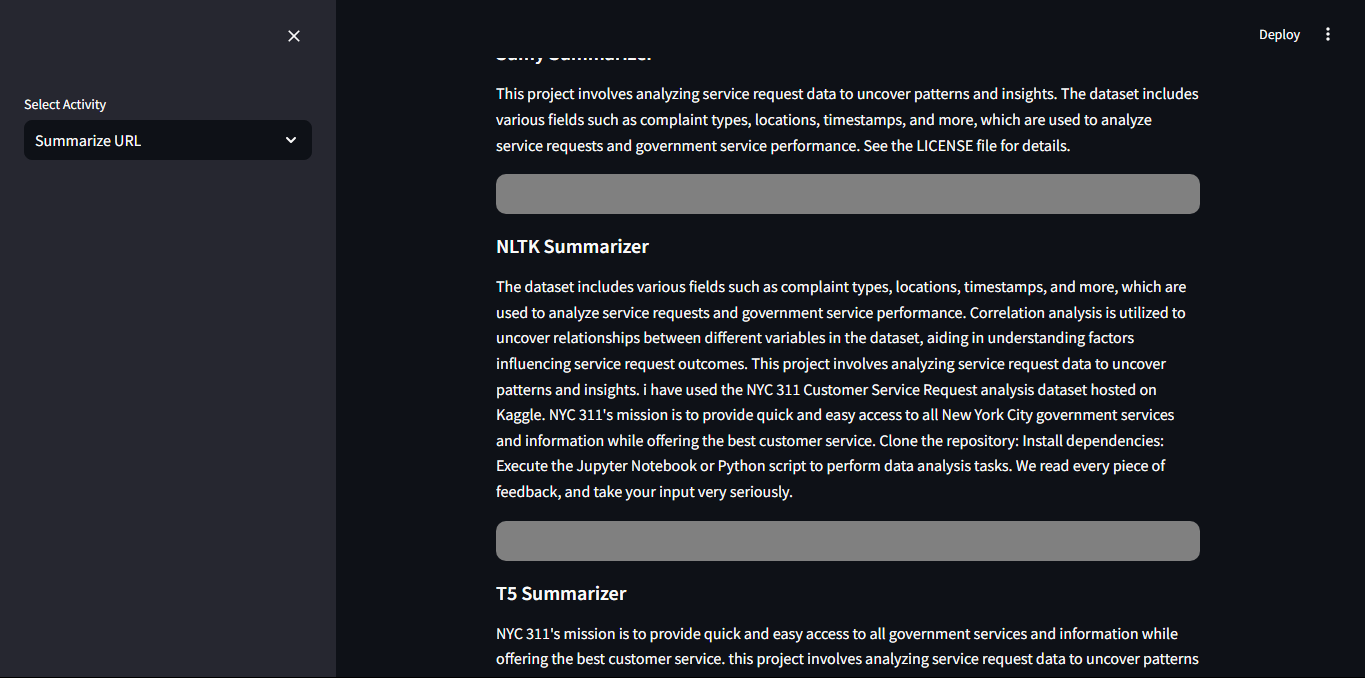 Deploy
Select Activity
Summarize URL
Sumy Summarizer
This project involves analyzing service request data to uncover patterns and insights. The dataset includes
various fields such as complaint types, locations, timestamps, and more, which are used to analyze
service requests and government service performance. See the LICENSE file for details.
NLTK Summarizer
The dataset includes various fields such as complaint types, locations, timestamps, and more, which are
used to analyze service requests and government service performance. Correlation analysis is utilized to
uncover relationships between different variables in the dataset, aiding in understanding factors
influencing service request outcomes. This project involves analyzing service request data to uncover
patterns and insights. i have used the NYC 311 Customer Service Request analysis dataset hosted on
Kaggle. NYC 311's mission is to provide quick and easy access to all New York City government services
and information while offering the best customer service. Clone the repository: Install dependencies:
Execute the Jupyter Notebook or Python script to perform data analysis tasks. We read every piece of
feedback, and take your input very seriously.
T5 Summarizer
NYC 311's mission is to provide quick and easy access to all government services and information while
offering the best customer service. this project involves analyzing service request data to uncover patterns